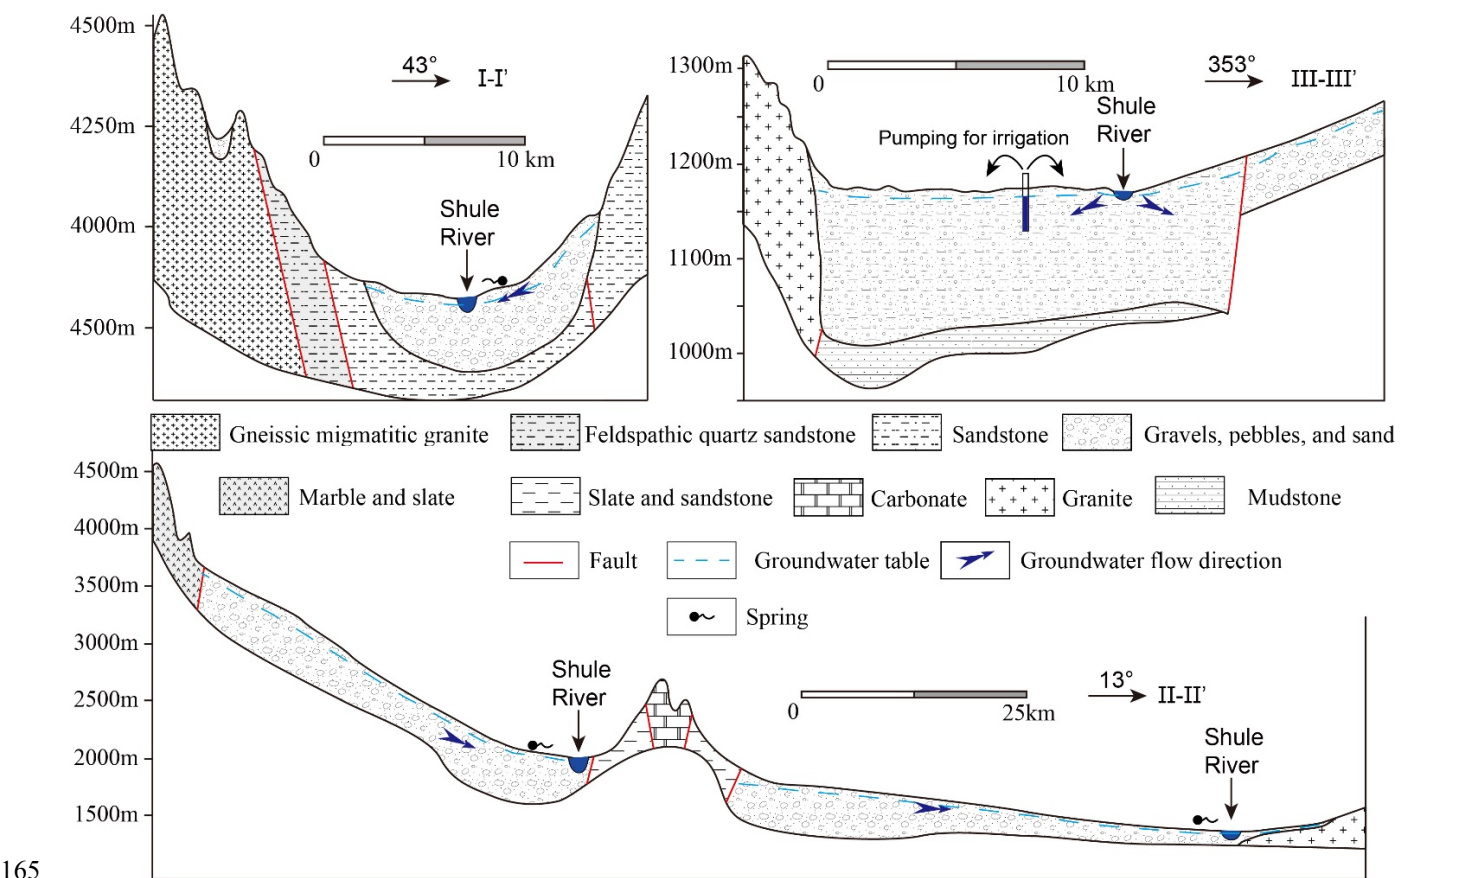 4500m
4250m
4000m
4500m
43°
I-I'
0
10 km
Shule
River
1300m
1200m
1100m
1000m
0
10 km
353°
III-III'
Shule
River
Pumping for irrigation
Gneissic migmatitic granite
Feldspathic quartz sandstone
Sandstone
Gravels, pebbles, and sand
Marble and slate
Slate and sandstone
Carbonate
Granite
Mudstone
Fault
Groundwater table
Groundwater flow direction
Spring
4500m
4000m
3500m
3000m
2500m
2000m
1500m
Shule
River
0
25km
13°
II-II'
Shule
River
165